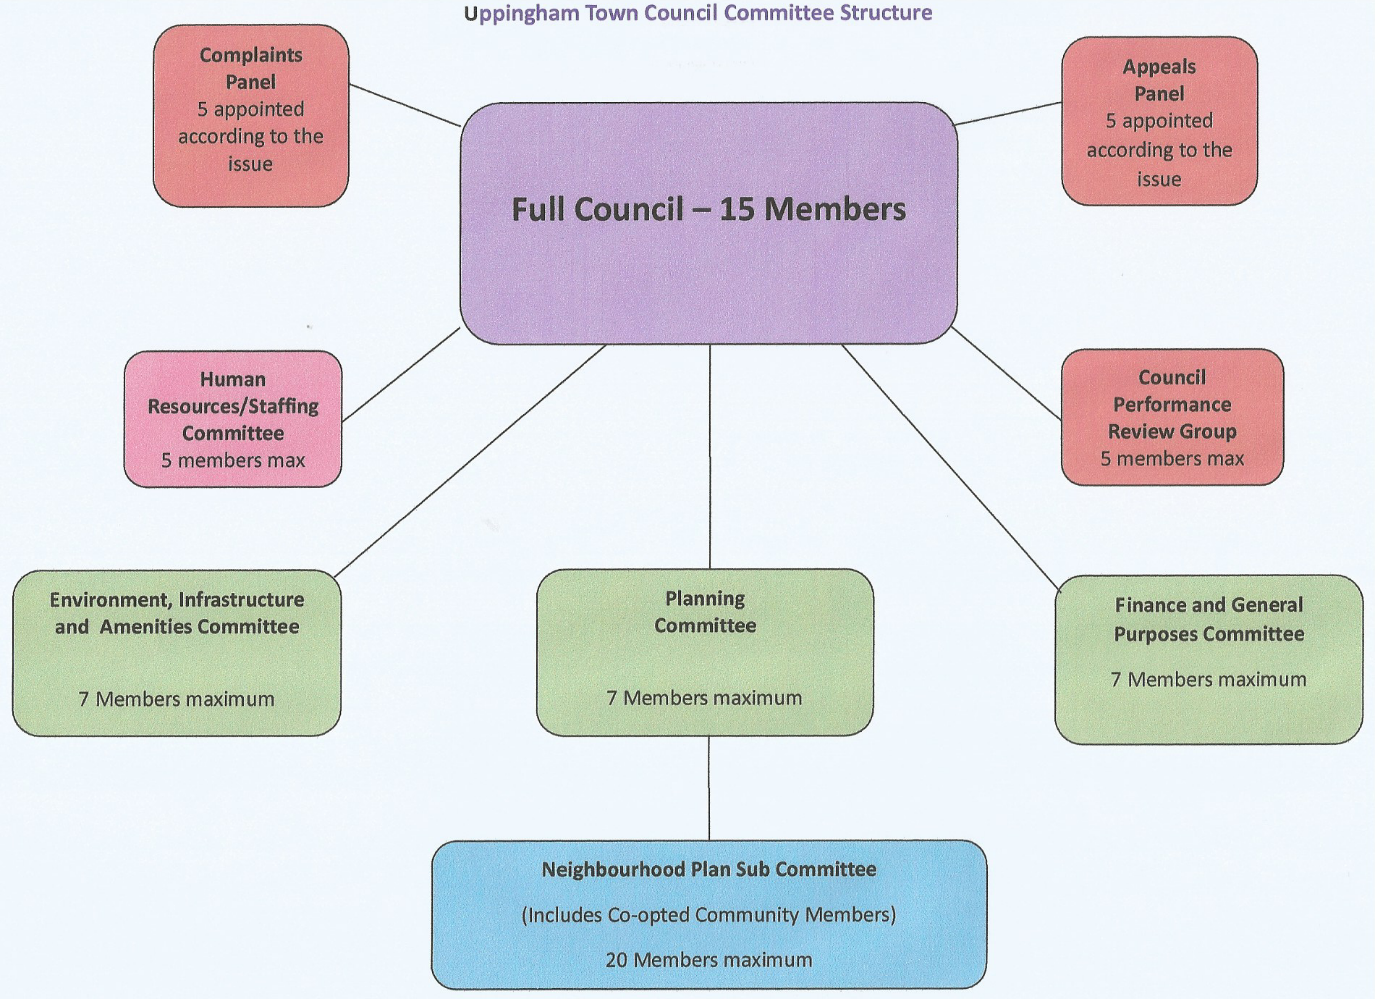 Uppingham Town Council Committee Structure
Complaints
Panel
5 appointed
according to the
issue
Appeals
Panel
5 appointed
according to the
issue
Full Council – 15 Members
Human
Resources/Staffing
Committee
5 members max
Council
Performance
Review Group
5 members max
Environment, Infrastructure
and Amenities Committee
7 Members maximum
Planning
Committee
7 Members maximum
Finance and General
Purposes Committee
7 Members maximum
Neighbourhood Plan Sub Committee
(Includes Co-opted Community Members)
20 Members maximum